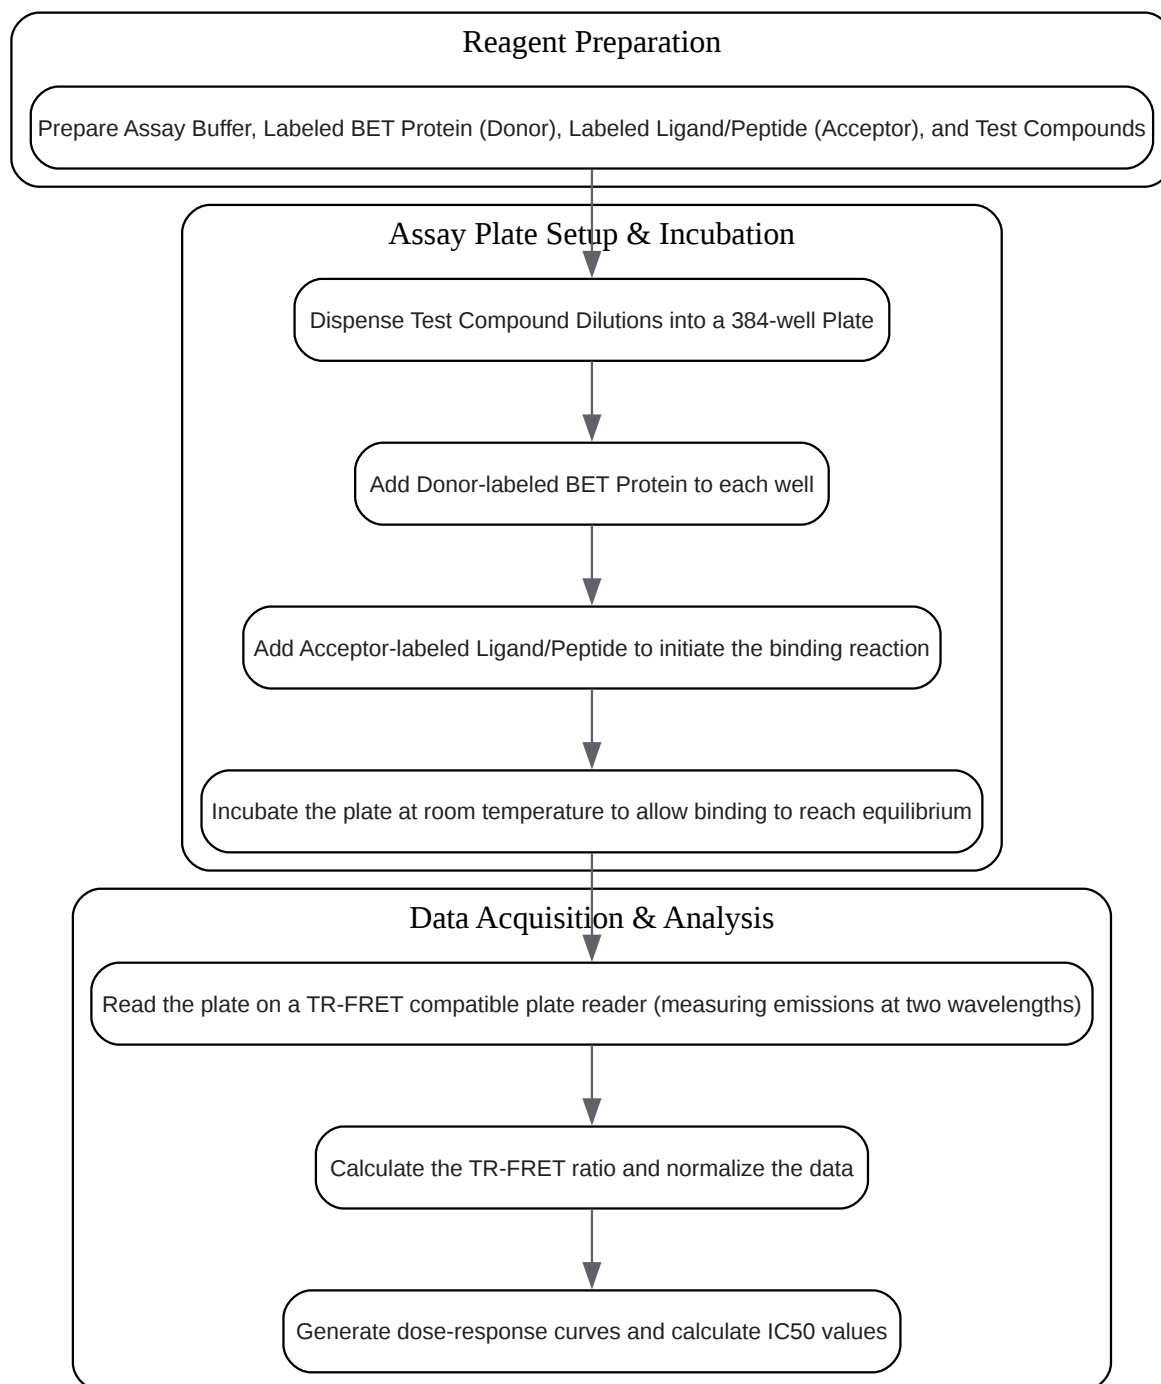 Reagent Preparation
Prepare Assay Buffer, Labeled BET Protein (Donor), Labeled Ligand/Peptide (Acceptor), and Test Compounds
Assay Plate Setup & Incubation
Dispense Test Compound Dilutions into a 384-well Plate
Add Donor-labeled BET Protein to each well
Add Acceptor-labeled Ligand/Peptide to initiate the binding reaction
Incubate the plate at room temperature to allow binding to reach equilibrium
Data Acquisition & Analysis
Read the plate on a TR-FRET compatible plate reader (measuring emissions at two wavelengths)
Calculate the TR-FRET ratio and normalize the data
Generate dose-response curves and calculate IC50 values